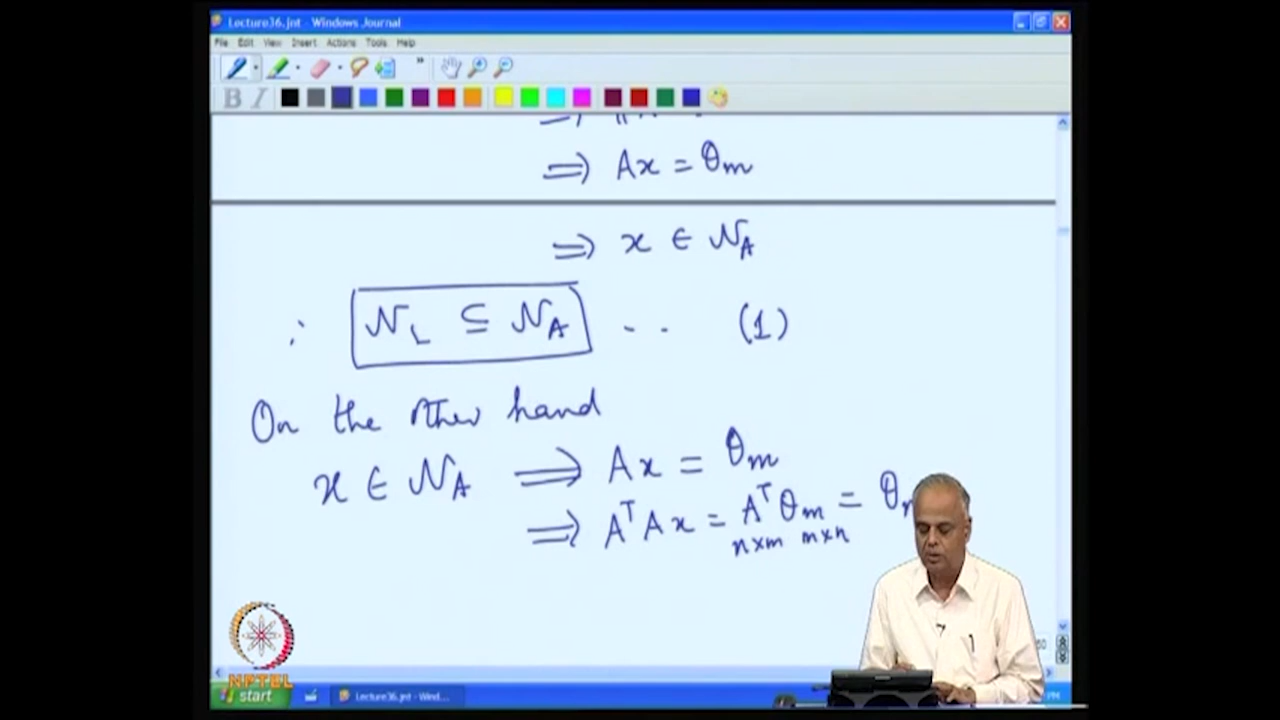 Lecture36.jnt - Windows Journal
File Edit View Insert Actions Tools Help
B I
⟹ Ax = θm
⟹ x ∈ 𝒩A
∴ 𝒩L ⊆ 𝒩A .. (1)
On the other hand
x ∈ 𝒩A ⟹ Ax = θm
⟹ AᵀAx = Aᵀθm = θ
n×m m×n
NPTEL
start Lecture36.jnt - Wind...